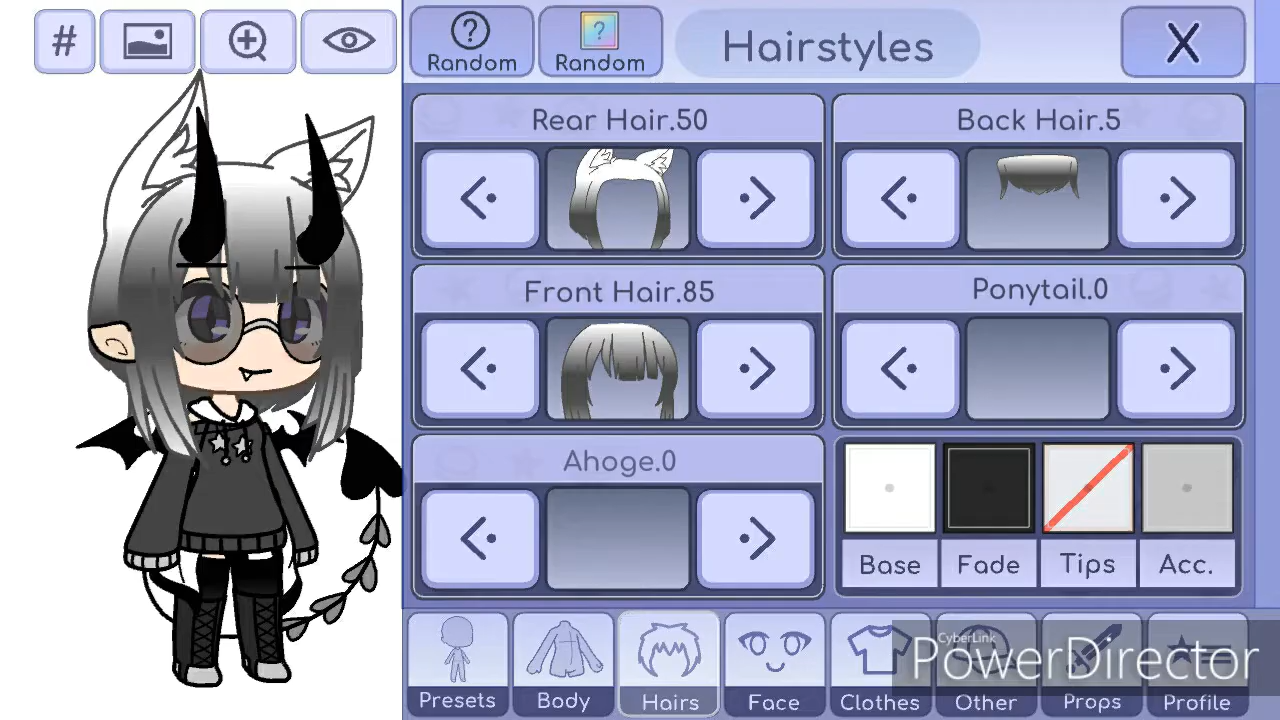 #
? Random
? Random
Hairstyles
X
Rear Hair.50
Back Hair.5
Front Hair.85
Ponytail.0
Ahoge.0
Base
Fade
Tips
Acc.
Presets
Body
Hairs
Face
Clothes
Other
Props
Profile
CyberLink
PowerDirector